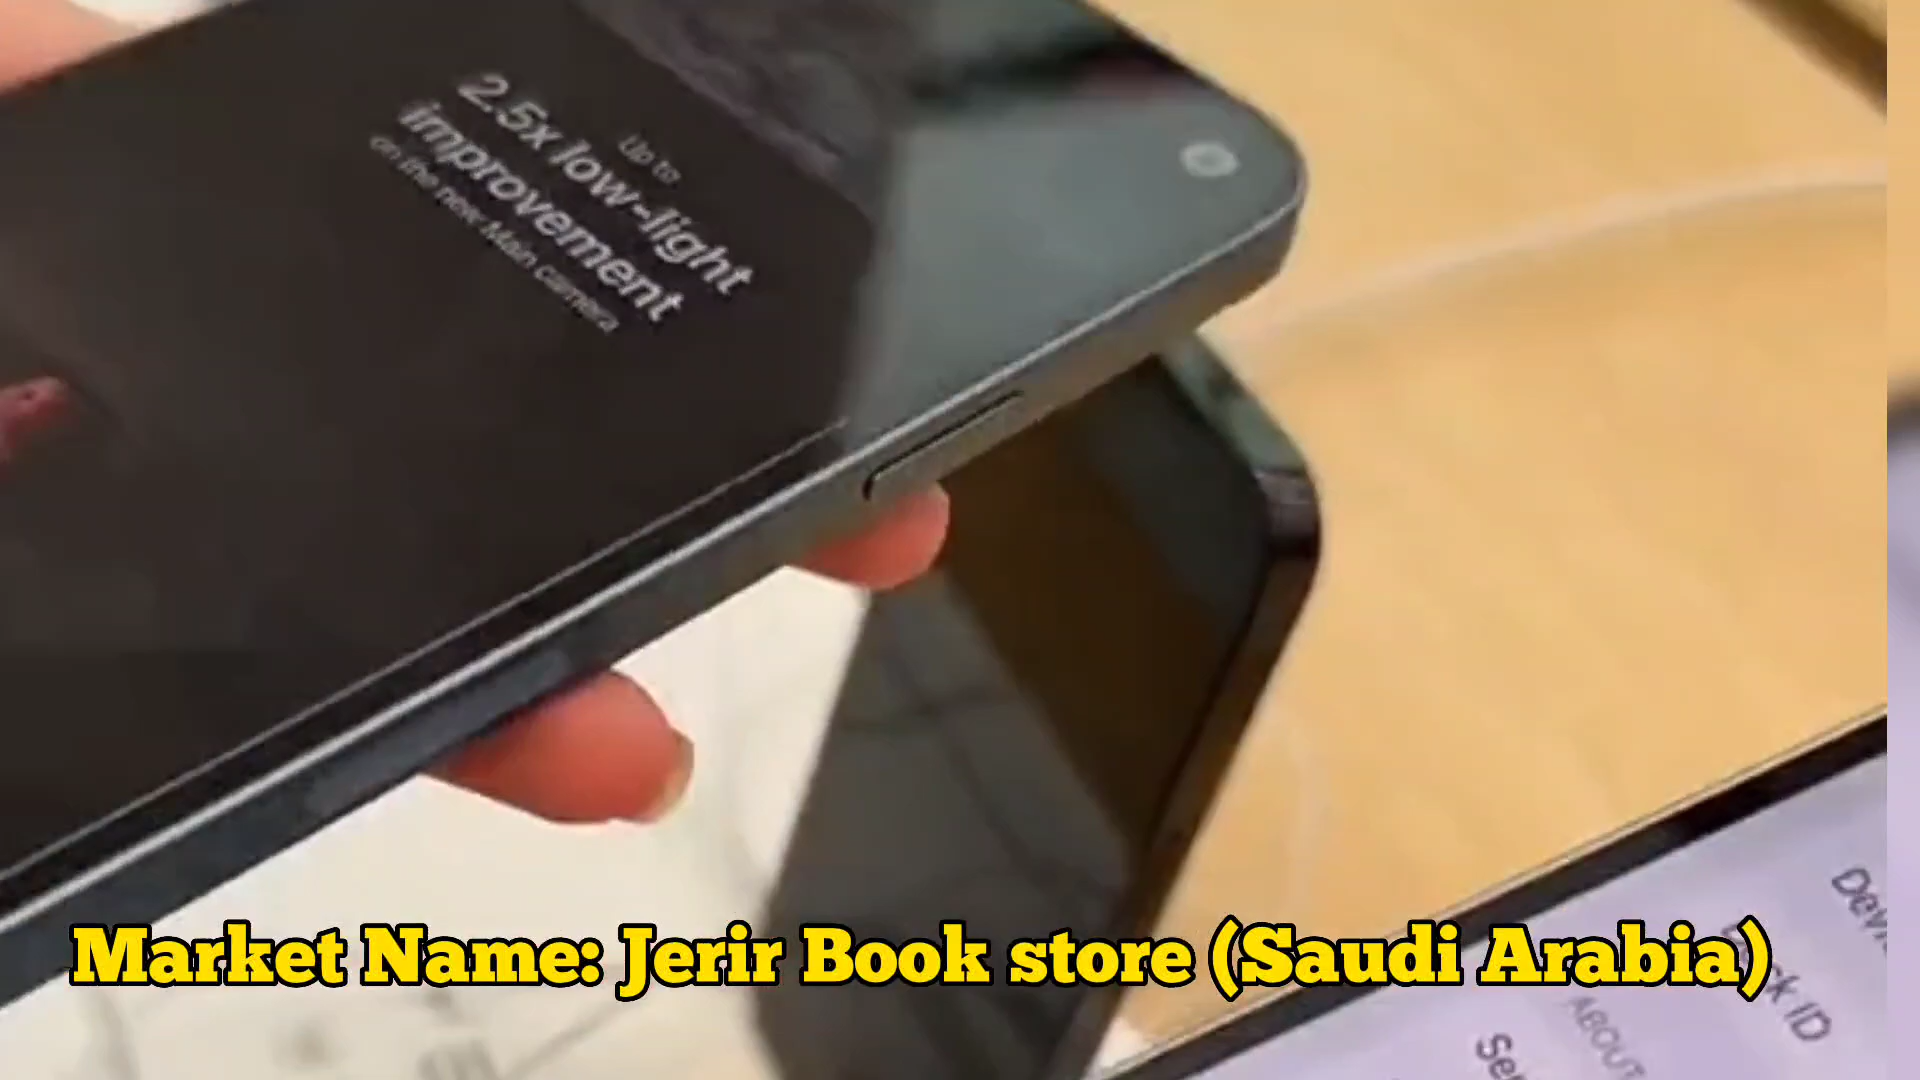 Up to
2.5x low-light
improvement
on the new Main camera
Market Name: Jerir Book store (Saudi Arabia)
ABOUT